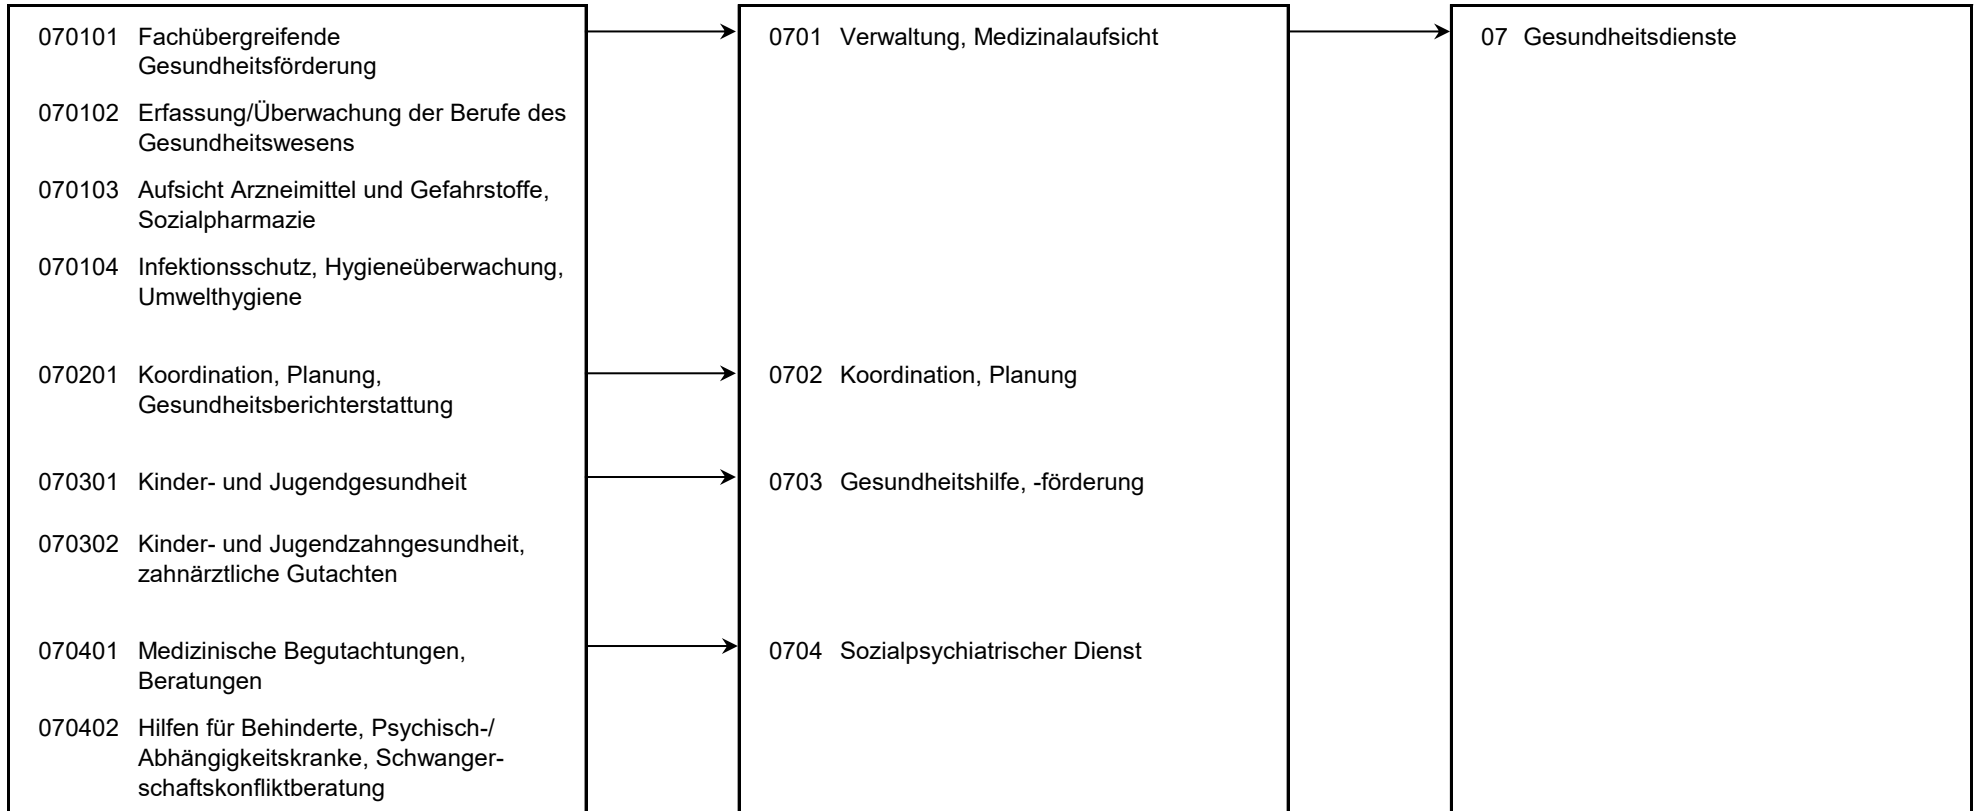 070101 Fachübergreifende
Gesundheitsförderung
070102 Erfassung/Überwachung der Berufe des
Gesundheitswesens
070103 Aufsicht Arzneimittel und Gefahrstoffe,
Sozialpharmazie
070104 Infektionsschutz, Hygieneüberwachung,
Umwelthygiene
070201 Koordination, Planung,
Gesundheitsberichterstattung
070301 Kinder- und Jugendgesundheit
070302 Kinder- und Jugendzahngesundheit,
zahnärztliche Gutachten
070401 Medizinische Begutachtungen,
Beratungen
070402 Hilfen für Behinderte, Psychisch-/
Abhängigkeitskranke, Schwanger-
schaftskonfliktberatung
0701 Verwaltung, Medizinalaufsicht
0702 Koordination, Planung
0703 Gesundheitshilfe, -förderung
0704 Sozialpsychiatrischer Dienst
07 Gesundheitsdienste